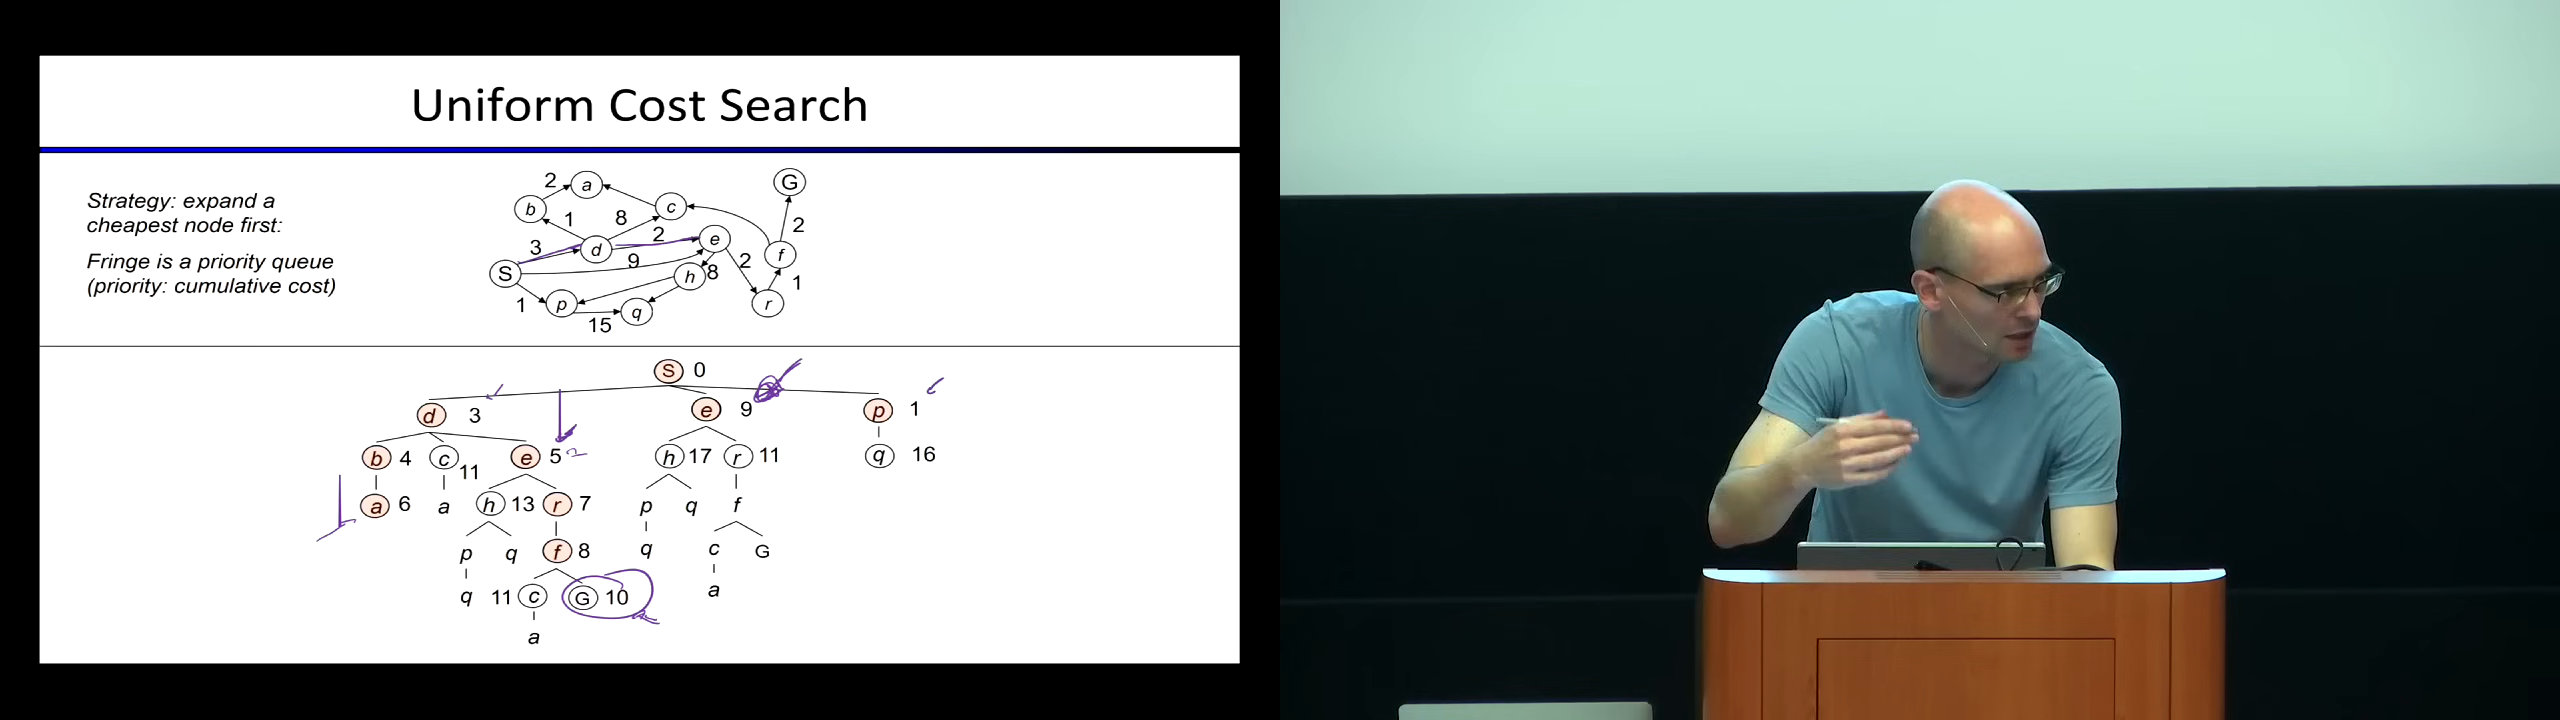 Uniform Cost Search
Strategy: expand a
cheapest node first:
Fringe is a priority queue
(priority: cumulative cost)
2 a G
b c
1 8 2
3 d 2 e f
S 9 2
h 8 1
1 p q r
15
S 0
d 3 e 9 p 1
b 4 c 11 e 5 h 17 r 11 q 16
a 6 a h 13 r 7 p q f
p q f 8 q c G
q 11 c G 10 a
a